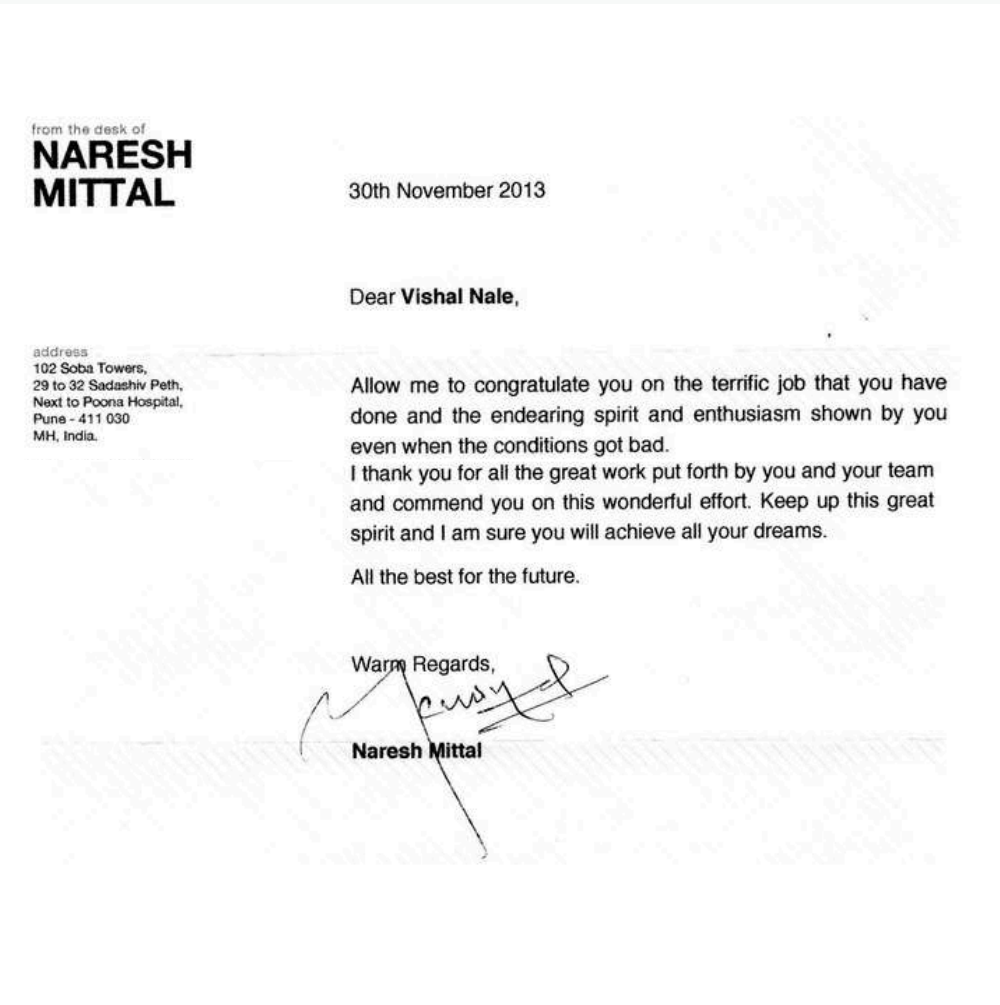 from the desk of
NARESH
MITTAL
30th November 2013
Dear Vishal Nale,
address
102 Soba Towers,
29 to 32 Sadashiv Peth,
Next to Poona Hospital,
Pune - 411 030
MH, India.
Allow me to congratulate you on the terrific job that you have
done and the endearing spirit and enthusiasm shown by you
even when the conditions got bad.
I thank you for all the great work put forth by you and your team
and commend you on this wonderful effort. Keep up this great
spirit and I am sure you will achieve all your dreams.
All the best for the future.
Warm Regards,
Naresh Mittal